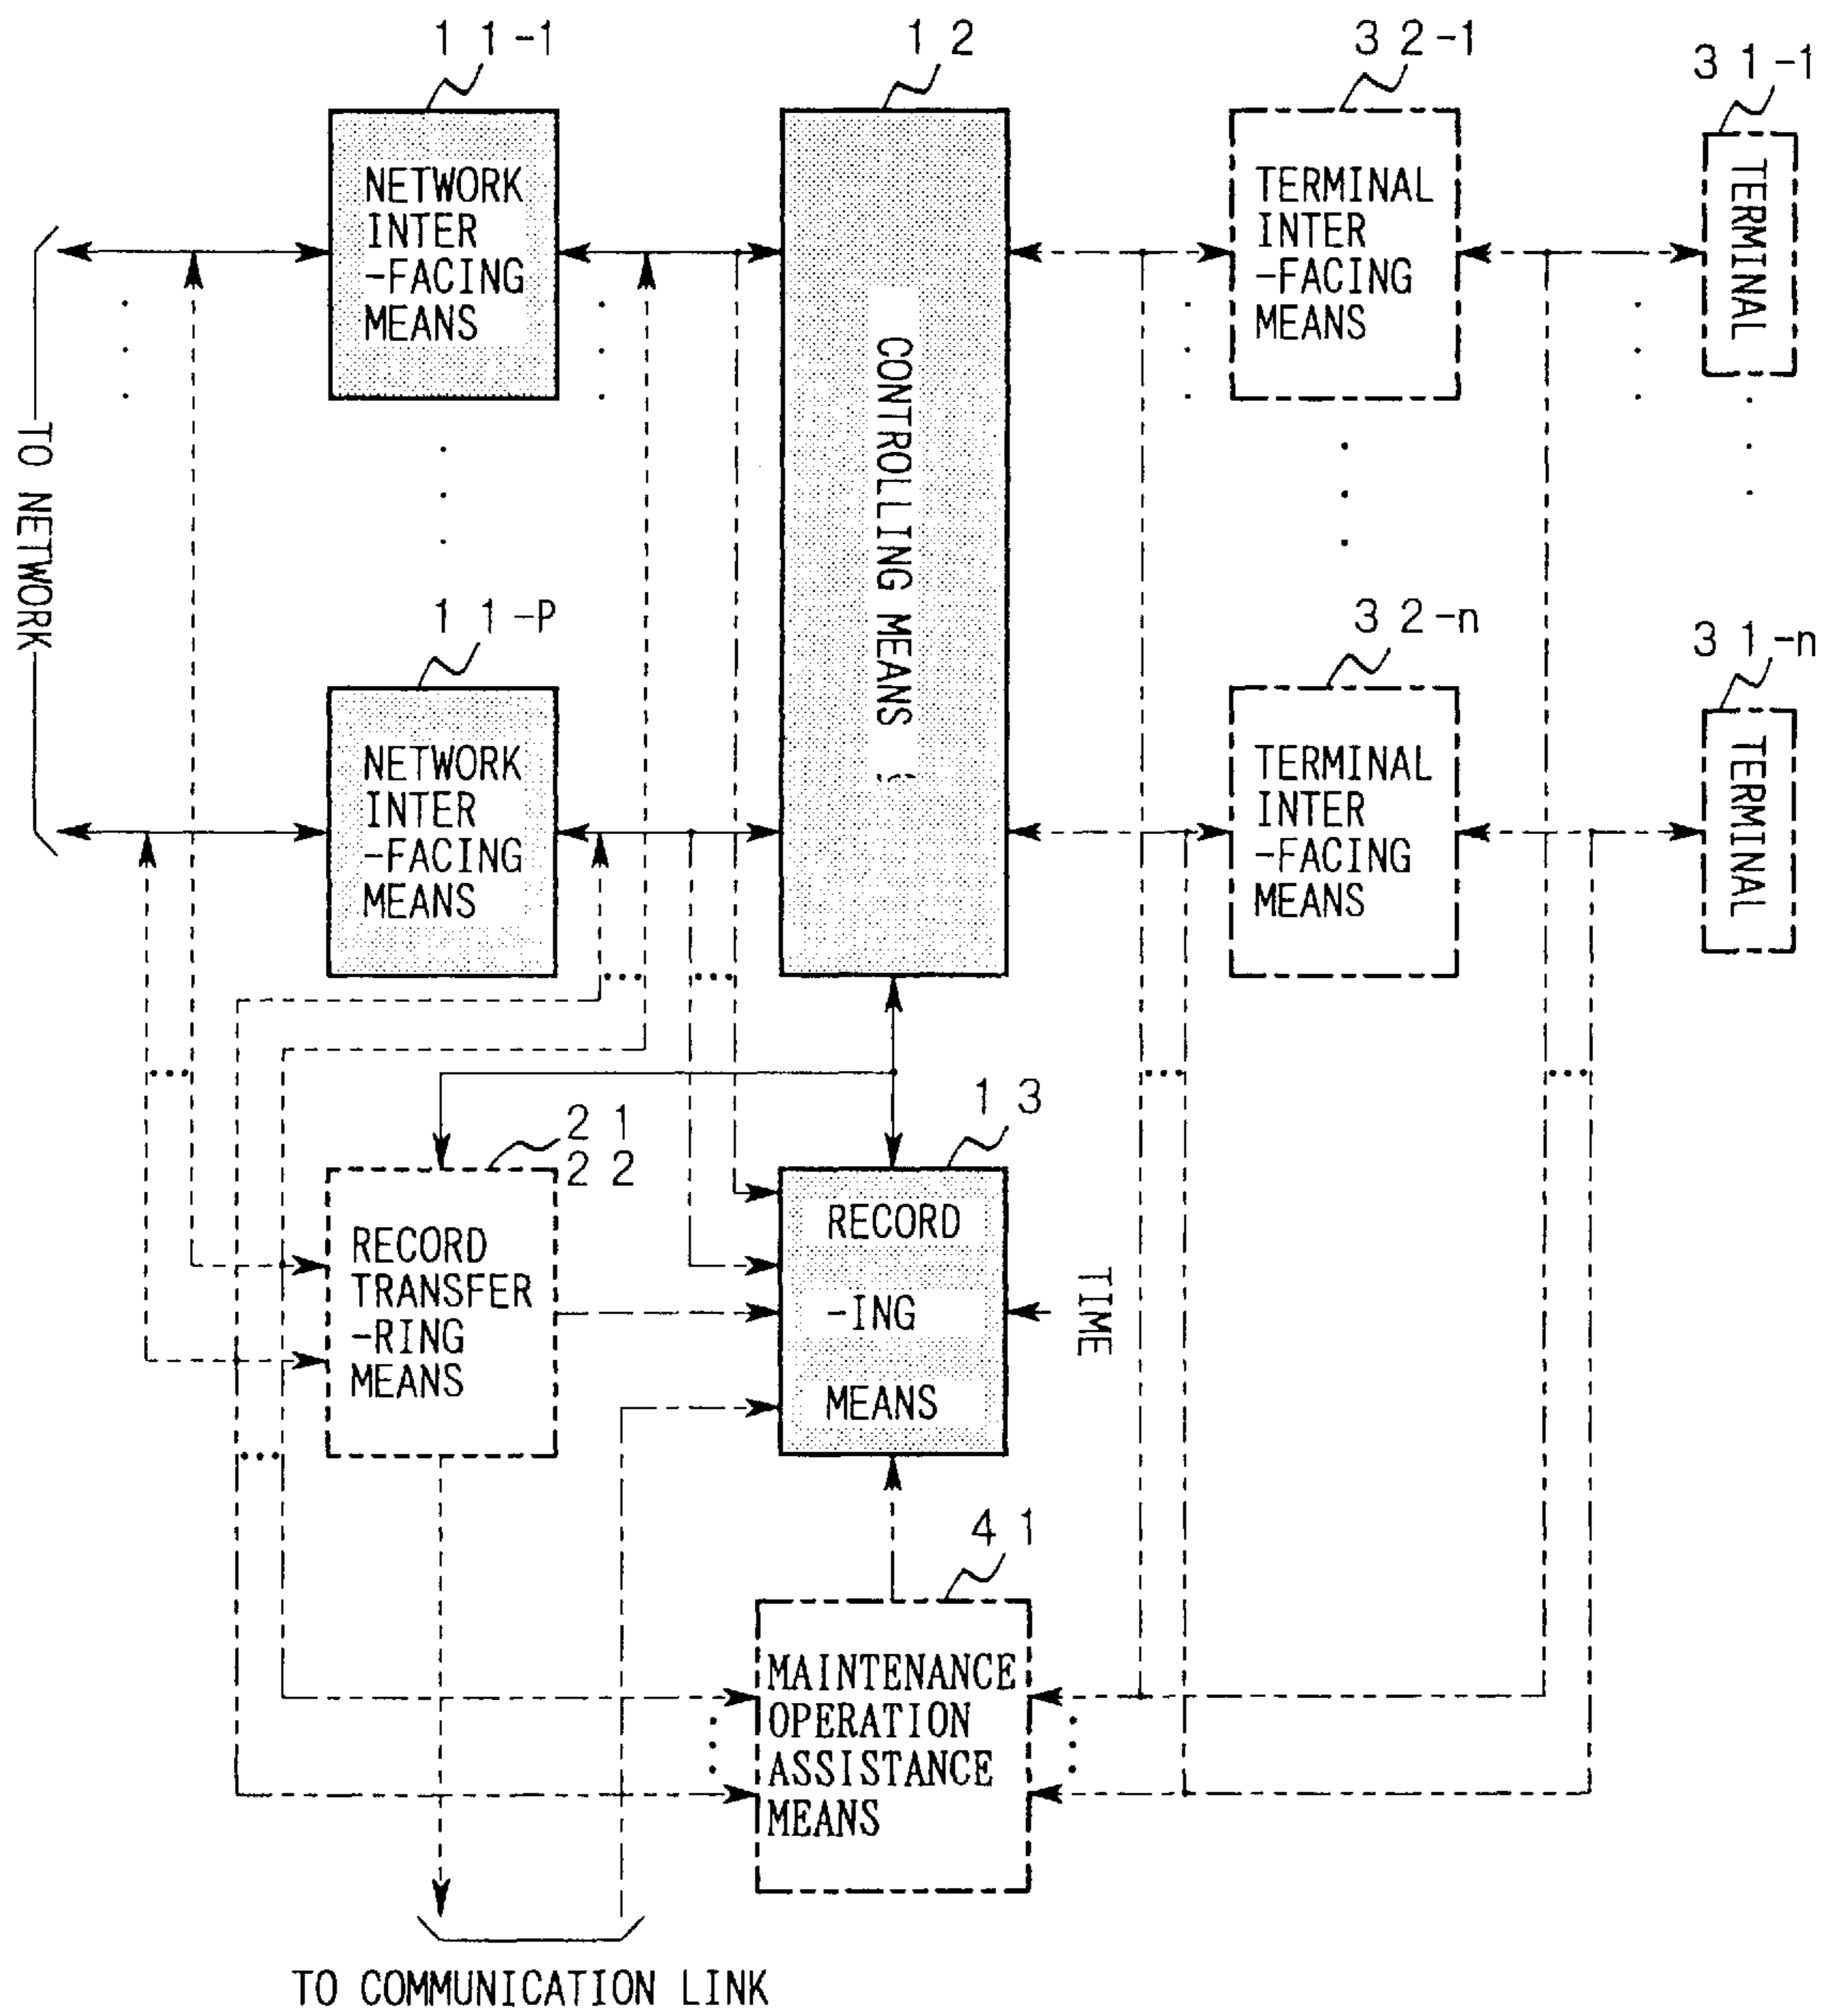 11-1
12
32-1
31-1
NETWORK
INTER
-FACING
MEANS
CONTROLLING MEANS
TERMINAL
INTER
-FACING
MEANS
TERMINAL
TO NETWORK
11-P
32-n
31-n
NETWORK
INTER
-FACING
MEANS
TERMINAL
INTER
-FACING
MEANS
TERMINAL
21
22
13
RECORD
TRANSFER
-RING
MEANS
RECORD
-ING
MEANS
TIME
41
MAINTENANCE
OPERATION
ASSISTANCE
MEANS
TO COMMUNICATION LINK